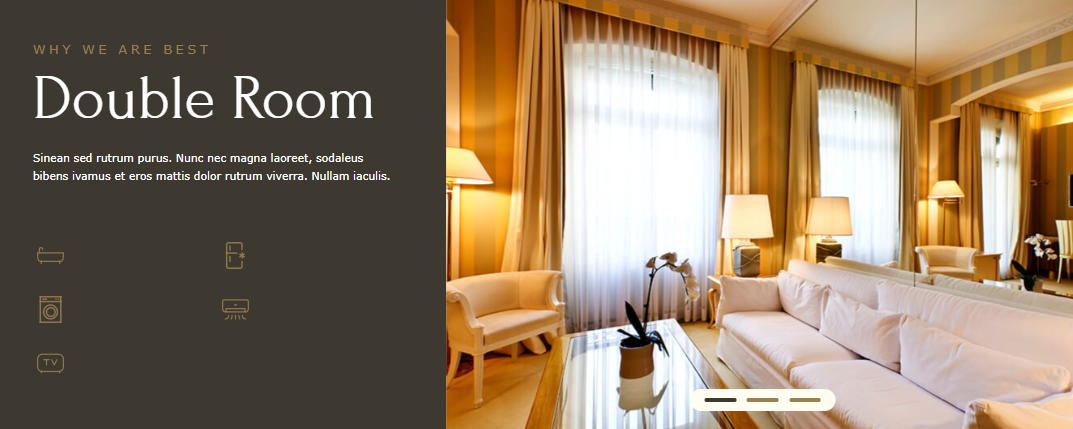 WHY WE ARE BEST
Double Room
Sinean sed rutrum purus. Nunc nec magna laoreet, sodaleus
bibens ivamus et eros mattis dolor rutrum viverra. Nullam iaculis.
TV